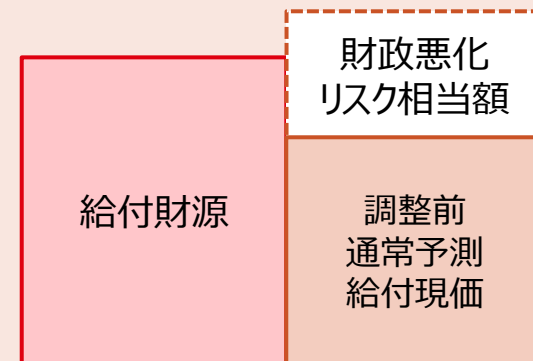 財政悪化
リスク相当額
給付財源
調整前
通常予測
給付現価